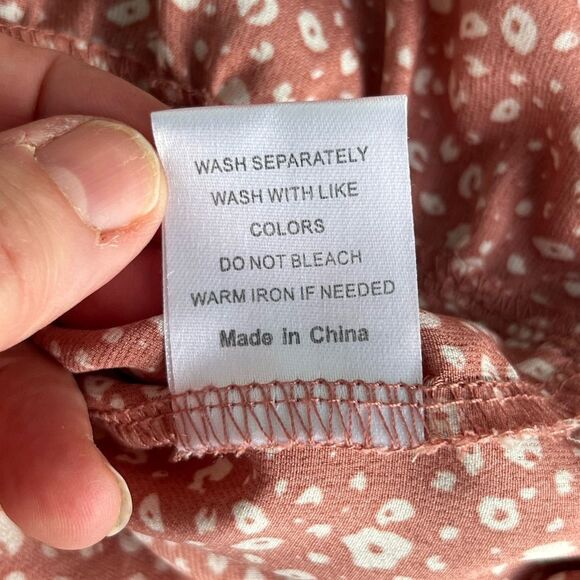 WASH SEPARATELY
WASH WITH LIKE
COLORS
DO NOT BLEACH
WARM IRON IF NEEDED
Made in China